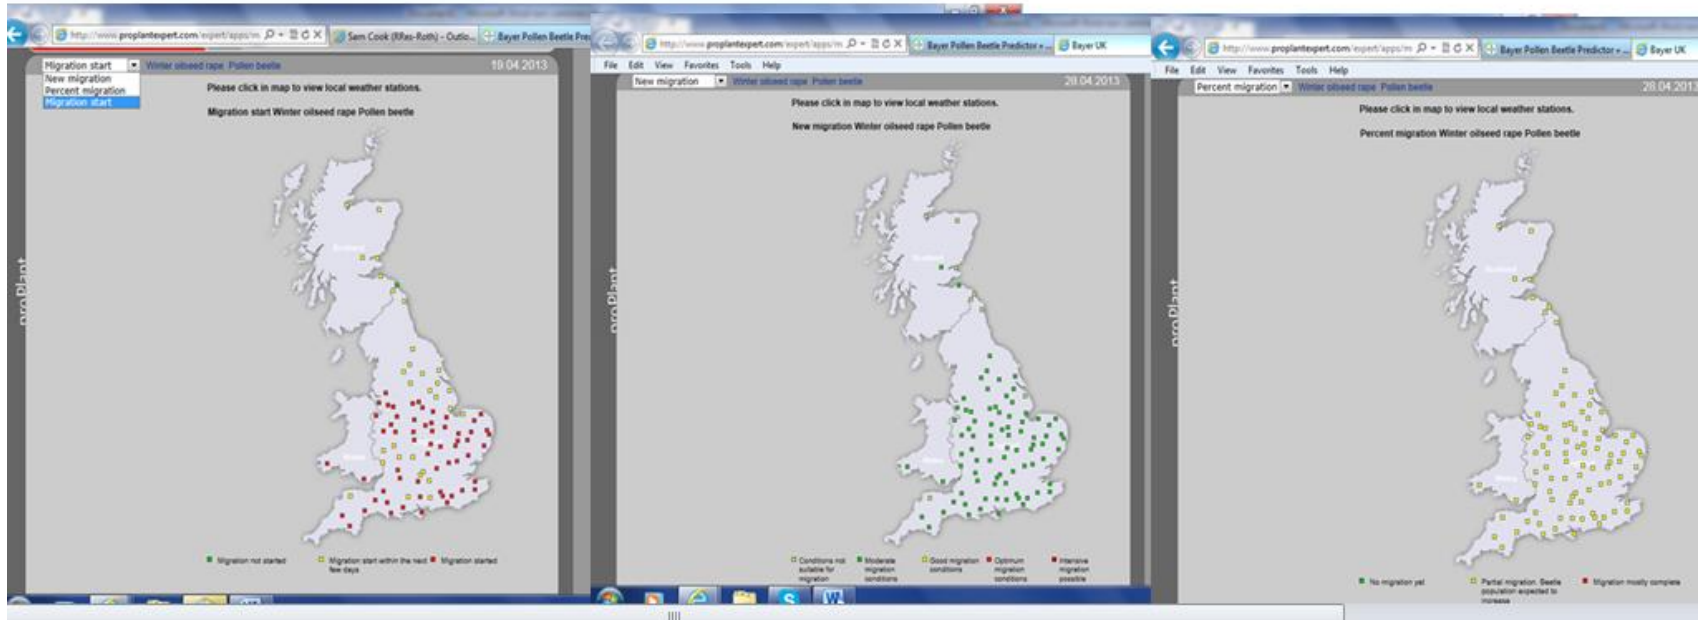 http://www.proplantexpert.com/expert/apps/m
Sam Cook (RRes-Roth) - Outlo...
Bayer Pollen Beetle Pre
Migration start
Winter oilseed rape Pollen beetle
19.04.2013
New migration
Percent migration
Migration start
Please click in map to view local weather stations.
Migration start Winter oilseed rape Pollen beetle
Scotland
Wales
proPlant
Migration not started
Migration start within the next few days
Migration started
http://www.proplantexpert.com/expert/apps/m
Bayer Pollen Beetle Predictor « ...
Bayer UK
File Edit View Favorites Tools Help
New migration
Winter oilseed rape Pollen beetle
Please click in map to view local weather stations.
New migration Winter oilseed rape Pollen beetle
Scotland
Wales
proPlant
Conditions not suitable for migration
Moderate migration conditions
Good migration conditions
Optimum migration conditions
Intensive migration possible
http://www.proplantexpert.com/expert/apps/m
Bayer Pollen Beetle Predictor « ...
Bayer UK
File Edit View Favorites Tools Help
Percent migration
Winter oilseed rape Pollen beetle
Please click in map to view local weather stations.
Percent migration Winter oilseed rape Pollen beetle
proPlant
No migration yet
Partial migration. Beetle population expected to increase
Migration mostly complete